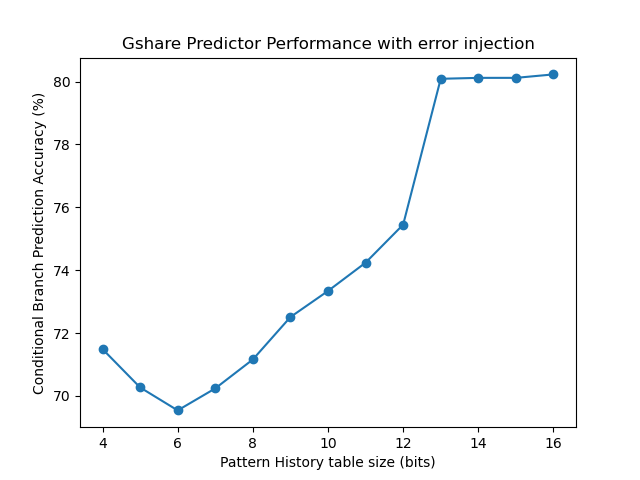 Gshare Predictor Performance with error injection
Conditional Branch Prediction Accuracy (%)
80
78
76
74
72
70
4 6 8 10 12 14 16
Pattern History table size (bits)